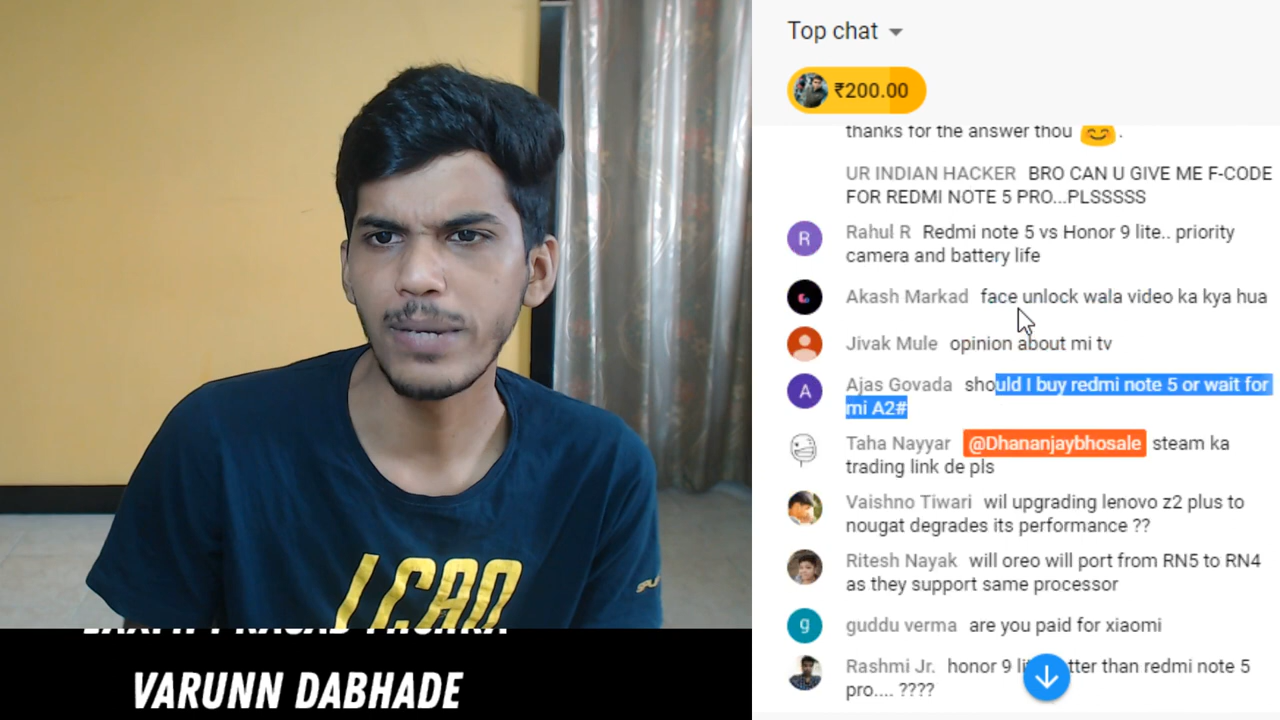 Top chat
₹200.00
thanks for the answer thou 😊 .
UR INDIAN HACKER BRO CAN U GIVE ME F-CODE
FOR REDMI NOTE 5 PRO...PLSSSSS
R
Rahul R Redmi note 5 vs Honor 9 lite.. priority
camera and battery life
Akash Markad face unlock wala video ka kya hua
Jivak Mule opinion about mi tv
A
Ajas Govada should I buy redmi note 5 or wait for
mi A2#
Taha Nayyar @Dhananjaybhosale steam ka
trading link de pls
Vaishno Tiwari wil upgrading lenovo z2 plus to
nougat degrades its performance ??
Ritesh Nayak will oreo will port from RN5 to RN4
as they support same processor
g
guddu verma are you paid for xiaomi
Rashmi Jr. honor 9 than redmi note 5
pro.... ????
VARUNN DABHADE